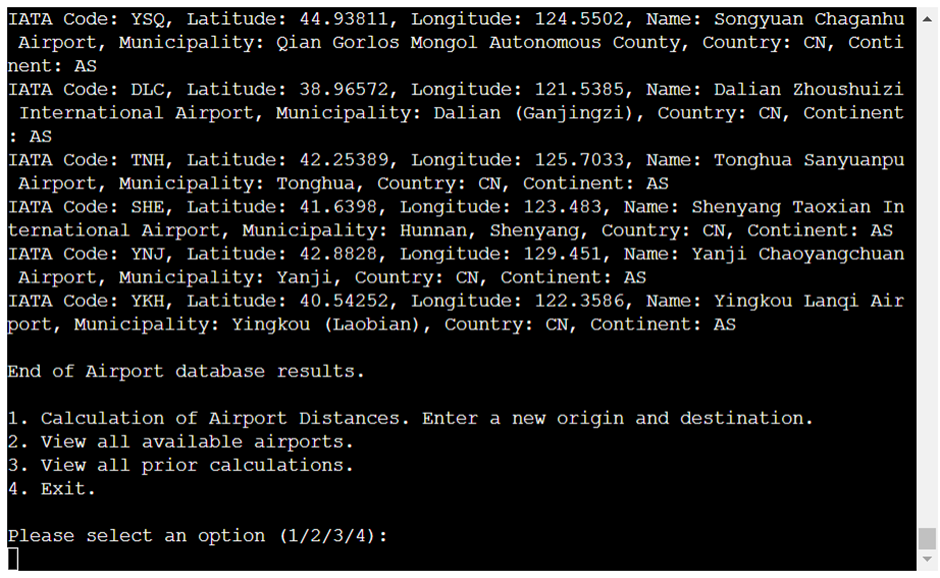 IATA Code: YSQ, Latitude: 44.93811, Longitude: 124.5502, Name: Songyuan Chaganhu
 Airport, Municipality: Qian Gorlos Mongol Autonomous County, Country: CN, Conti
nent: AS
IATA Code: DLC, Latitude: 38.96572, Longitude: 121.5385, Name: Dalian Zhoushuizi
 International Airport, Municipality: Dalian (Ganjingzi), Country: CN, Continent
: AS
IATA Code: TNH, Latitude: 42.25389, Longitude: 125.7033, Name: Tonghua Sanyuanpu
 Airport, Municipality: Tonghua, Country: CN, Continent: AS
IATA Code: SHE, Latitude: 41.6398, Longitude: 123.483, Name: Shenyang Taoxian In
ternational Airport, Municipality: Hunnan, Shenyang, Country: CN, Continent: AS
IATA Code: YNJ, Latitude: 42.8828, Longitude: 129.451, Name: Yanji Chaoyangchuan
 Airport, Municipality: Yanji, Country: CN, Continent: AS
IATA Code: YKH, Latitude: 40.54252, Longitude: 122.3586, Name: Yingkou Lanqi Air
port, Municipality: Yingkou (Laobian), Country: CN, Continent: AS
End of Airport database results.
1. Calculation of Airport Distances. Enter a new origin and destination.
2. View all available airports.
3. View all prior calculations.
4. Exit.
Please select an option (1/2/3/4):